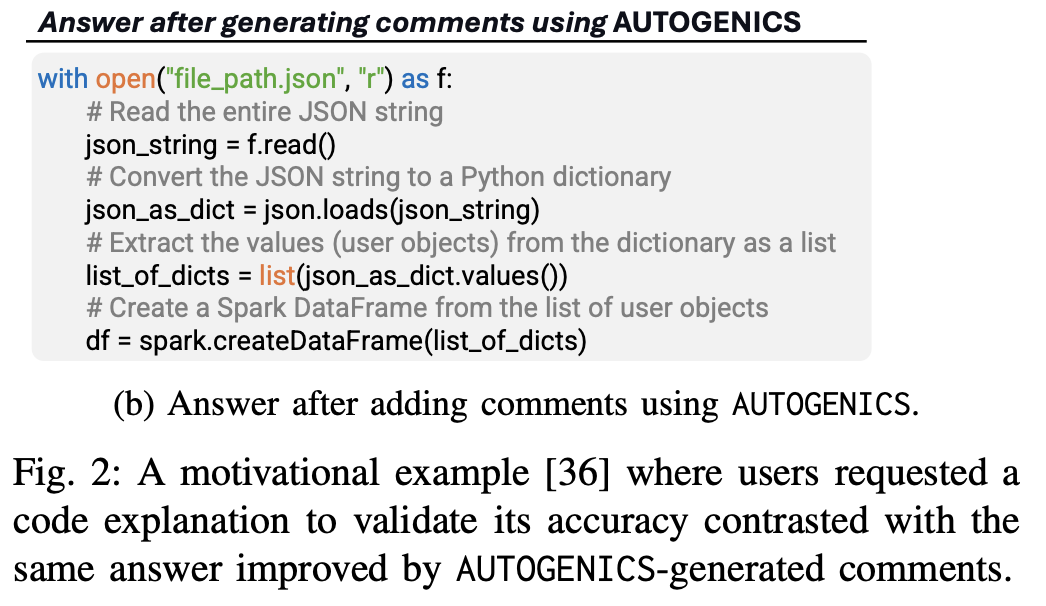 Answer after generating comments using AUTOGENICS
with open("file_path.json", "r") as f:
# Read the entire JSON string
json_string = f.read()
# Convert the JSON string to a Python dictionary
json_as_dict = json.loads(json_string)
# Extract the values (user objects) from the dictionary as a list
list_of_dicts = list(json_as_dict.values())
# Create a Spark DataFrame from the list of user objects
df = spark.createDataFrame(list_of_dicts)
(b) Answer after adding comments using AUTOGENICS.
Fig. 2: A motivational example [36] where users requested a
code explanation to validate its accuracy contrasted with the
same answer improved by AUTOGENICS-generated comments.